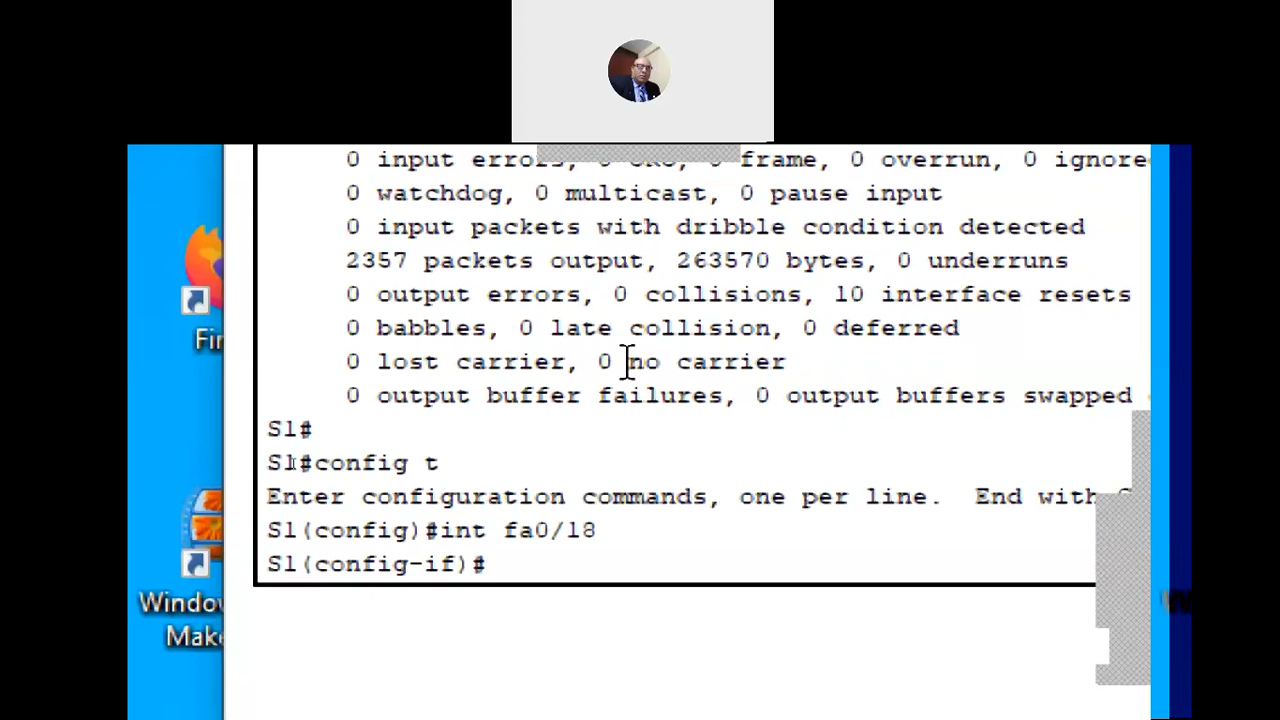 0 input errors, 0 CRC, 0 frame, 0 overrun, 0 ignore
0 watchdog, 0 multicast, 0 pause input
0 input packets with dribble condition detected
2357 packets output, 263570 bytes, 0 underruns
0 output errors, 0 collisions, 10 interface resets
0 babbles, 0 late collision, 0 deferred
0 lost carrier, 0 no carrier
0 output buffer failures, 0 output buffers swapped
S1#
S1#config t
Enter configuration commands, one per line. End with
S1(config)#int fa0/18
S1(config-if)#
Fir
Window
Make